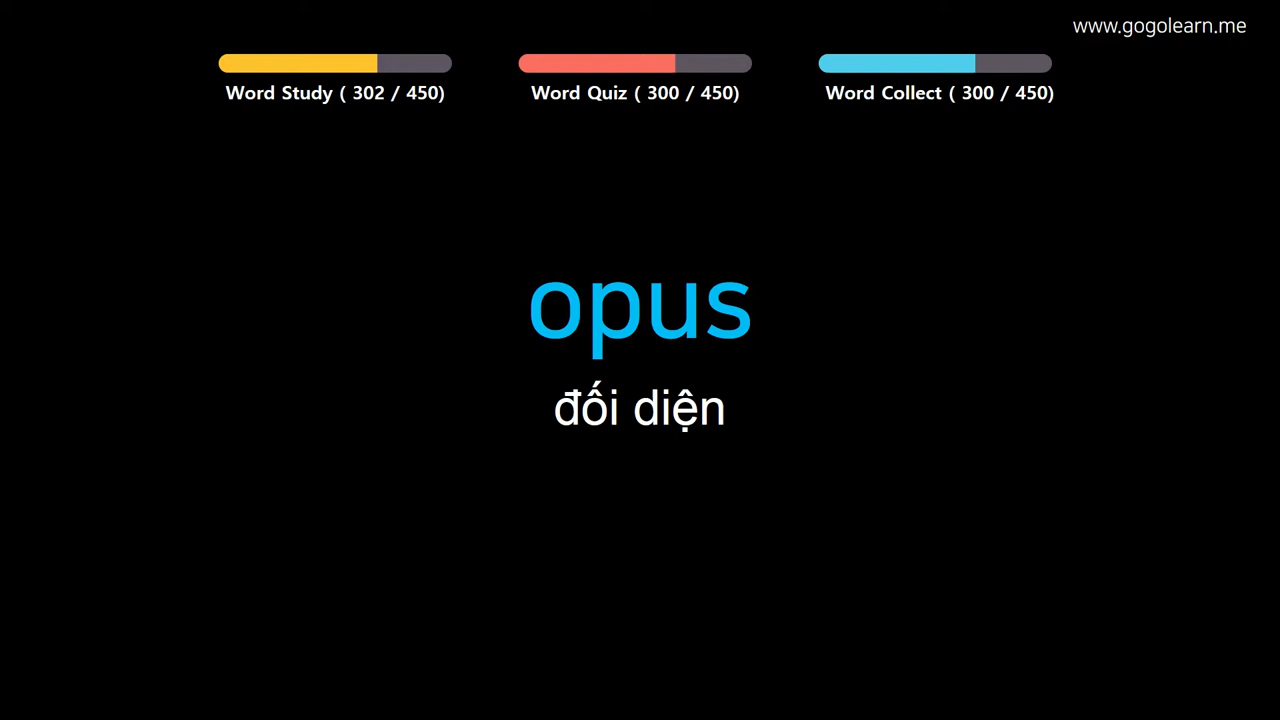 www.gogolearn.me
Word Study ( 302 / 450)
Word Quiz ( 300 / 450)
Word Collect ( 300 / 450)
opus
đối diện